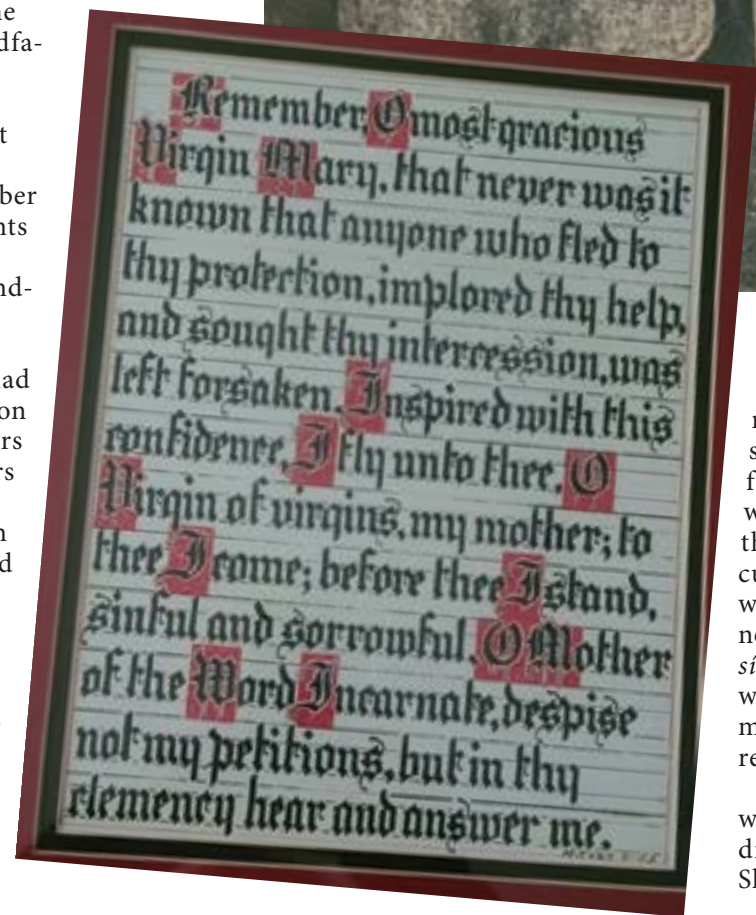 Remember, O most gracious
Virgin Mary, that never was it
known that anyone who fled to
thy protection, implored thy help,
and sought thy intercession, was
left forsaken. Inspired with this
confidence, I fly unto thee, O
Virgin of virgins, my mother; to
thee I come; before thee I stand,
sinful and sorrowful. O Mother
of the Word Incarnate, despise
not my petitions, but in thy
clemency hear and answer me.